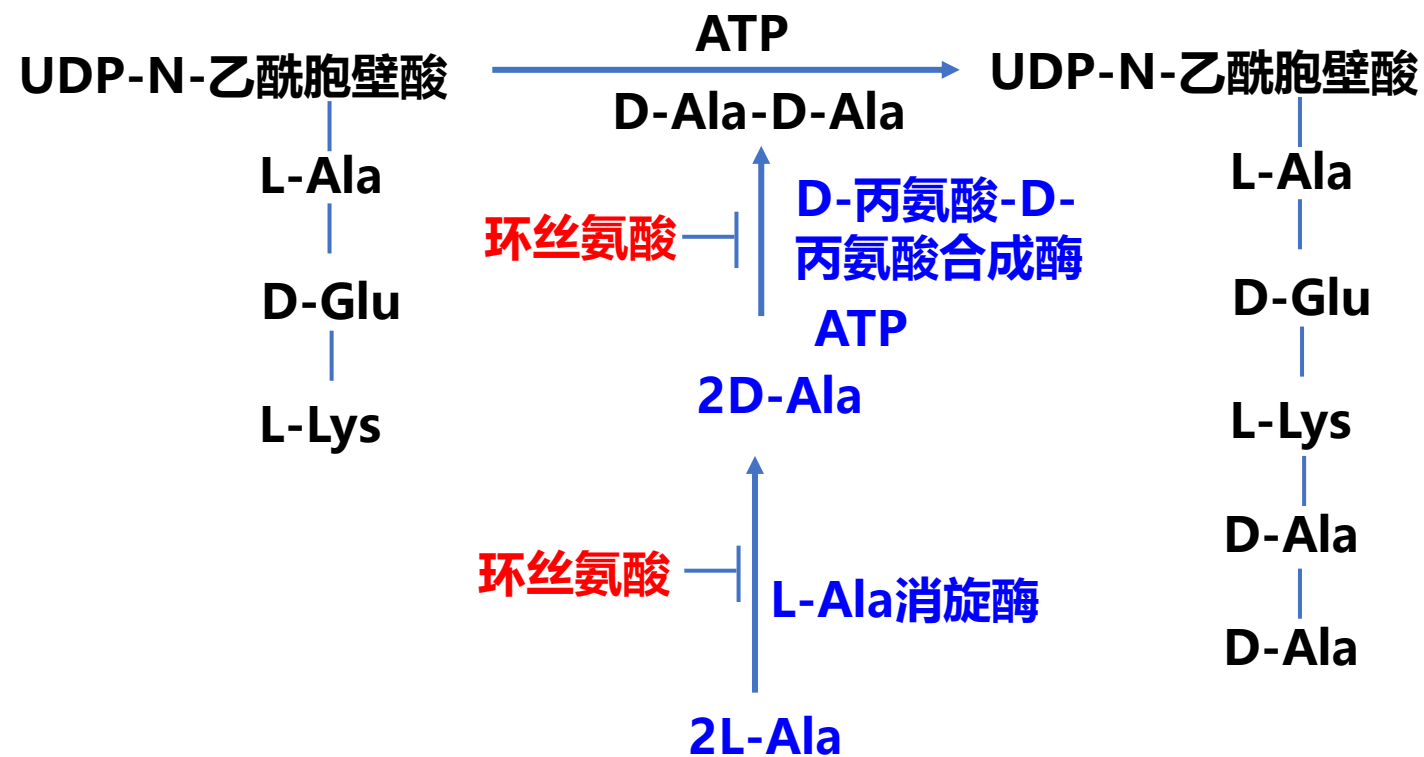 ATP
UDP-N-乙酰胞壁酸
UDP-N-乙酰胞壁酸
D-Ala-D-Ala
L-Ala
L-Ala
D-丙氨酸-D-
丙氨酸合成酶
环丝氨酸
D-Glu
D-Glu
ATP
2D-Ala
L-Lys
L-Lys
D-Ala
环丝氨酸
L-Ala消旋酶
D-Ala
2L-Ala